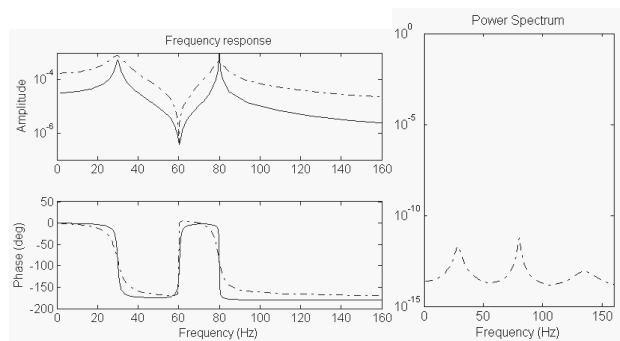 Frequency response
Amplitude
10^-4
10^-6
0 20 40 60 80 100 120 140 160
Phase (deg)
50
0
-50
-100
-150
-200
0 20 40 60 80 100 120 140 160
Frequency (Hz)
Power Spectrum
10^0
10^-5
10^-10
10^-15
0 50 100 150
Frequency (Hz)